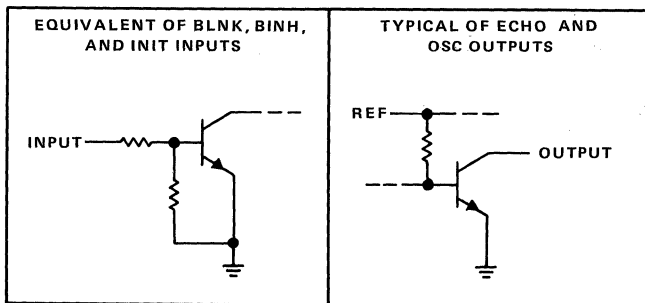 EQUIVALENT OF BLNK, BINH,
AND INIT INPUTS
INPUT
TYPICAL OF ECHO AND
OSC OUTPUTS
REF
OUTPUT